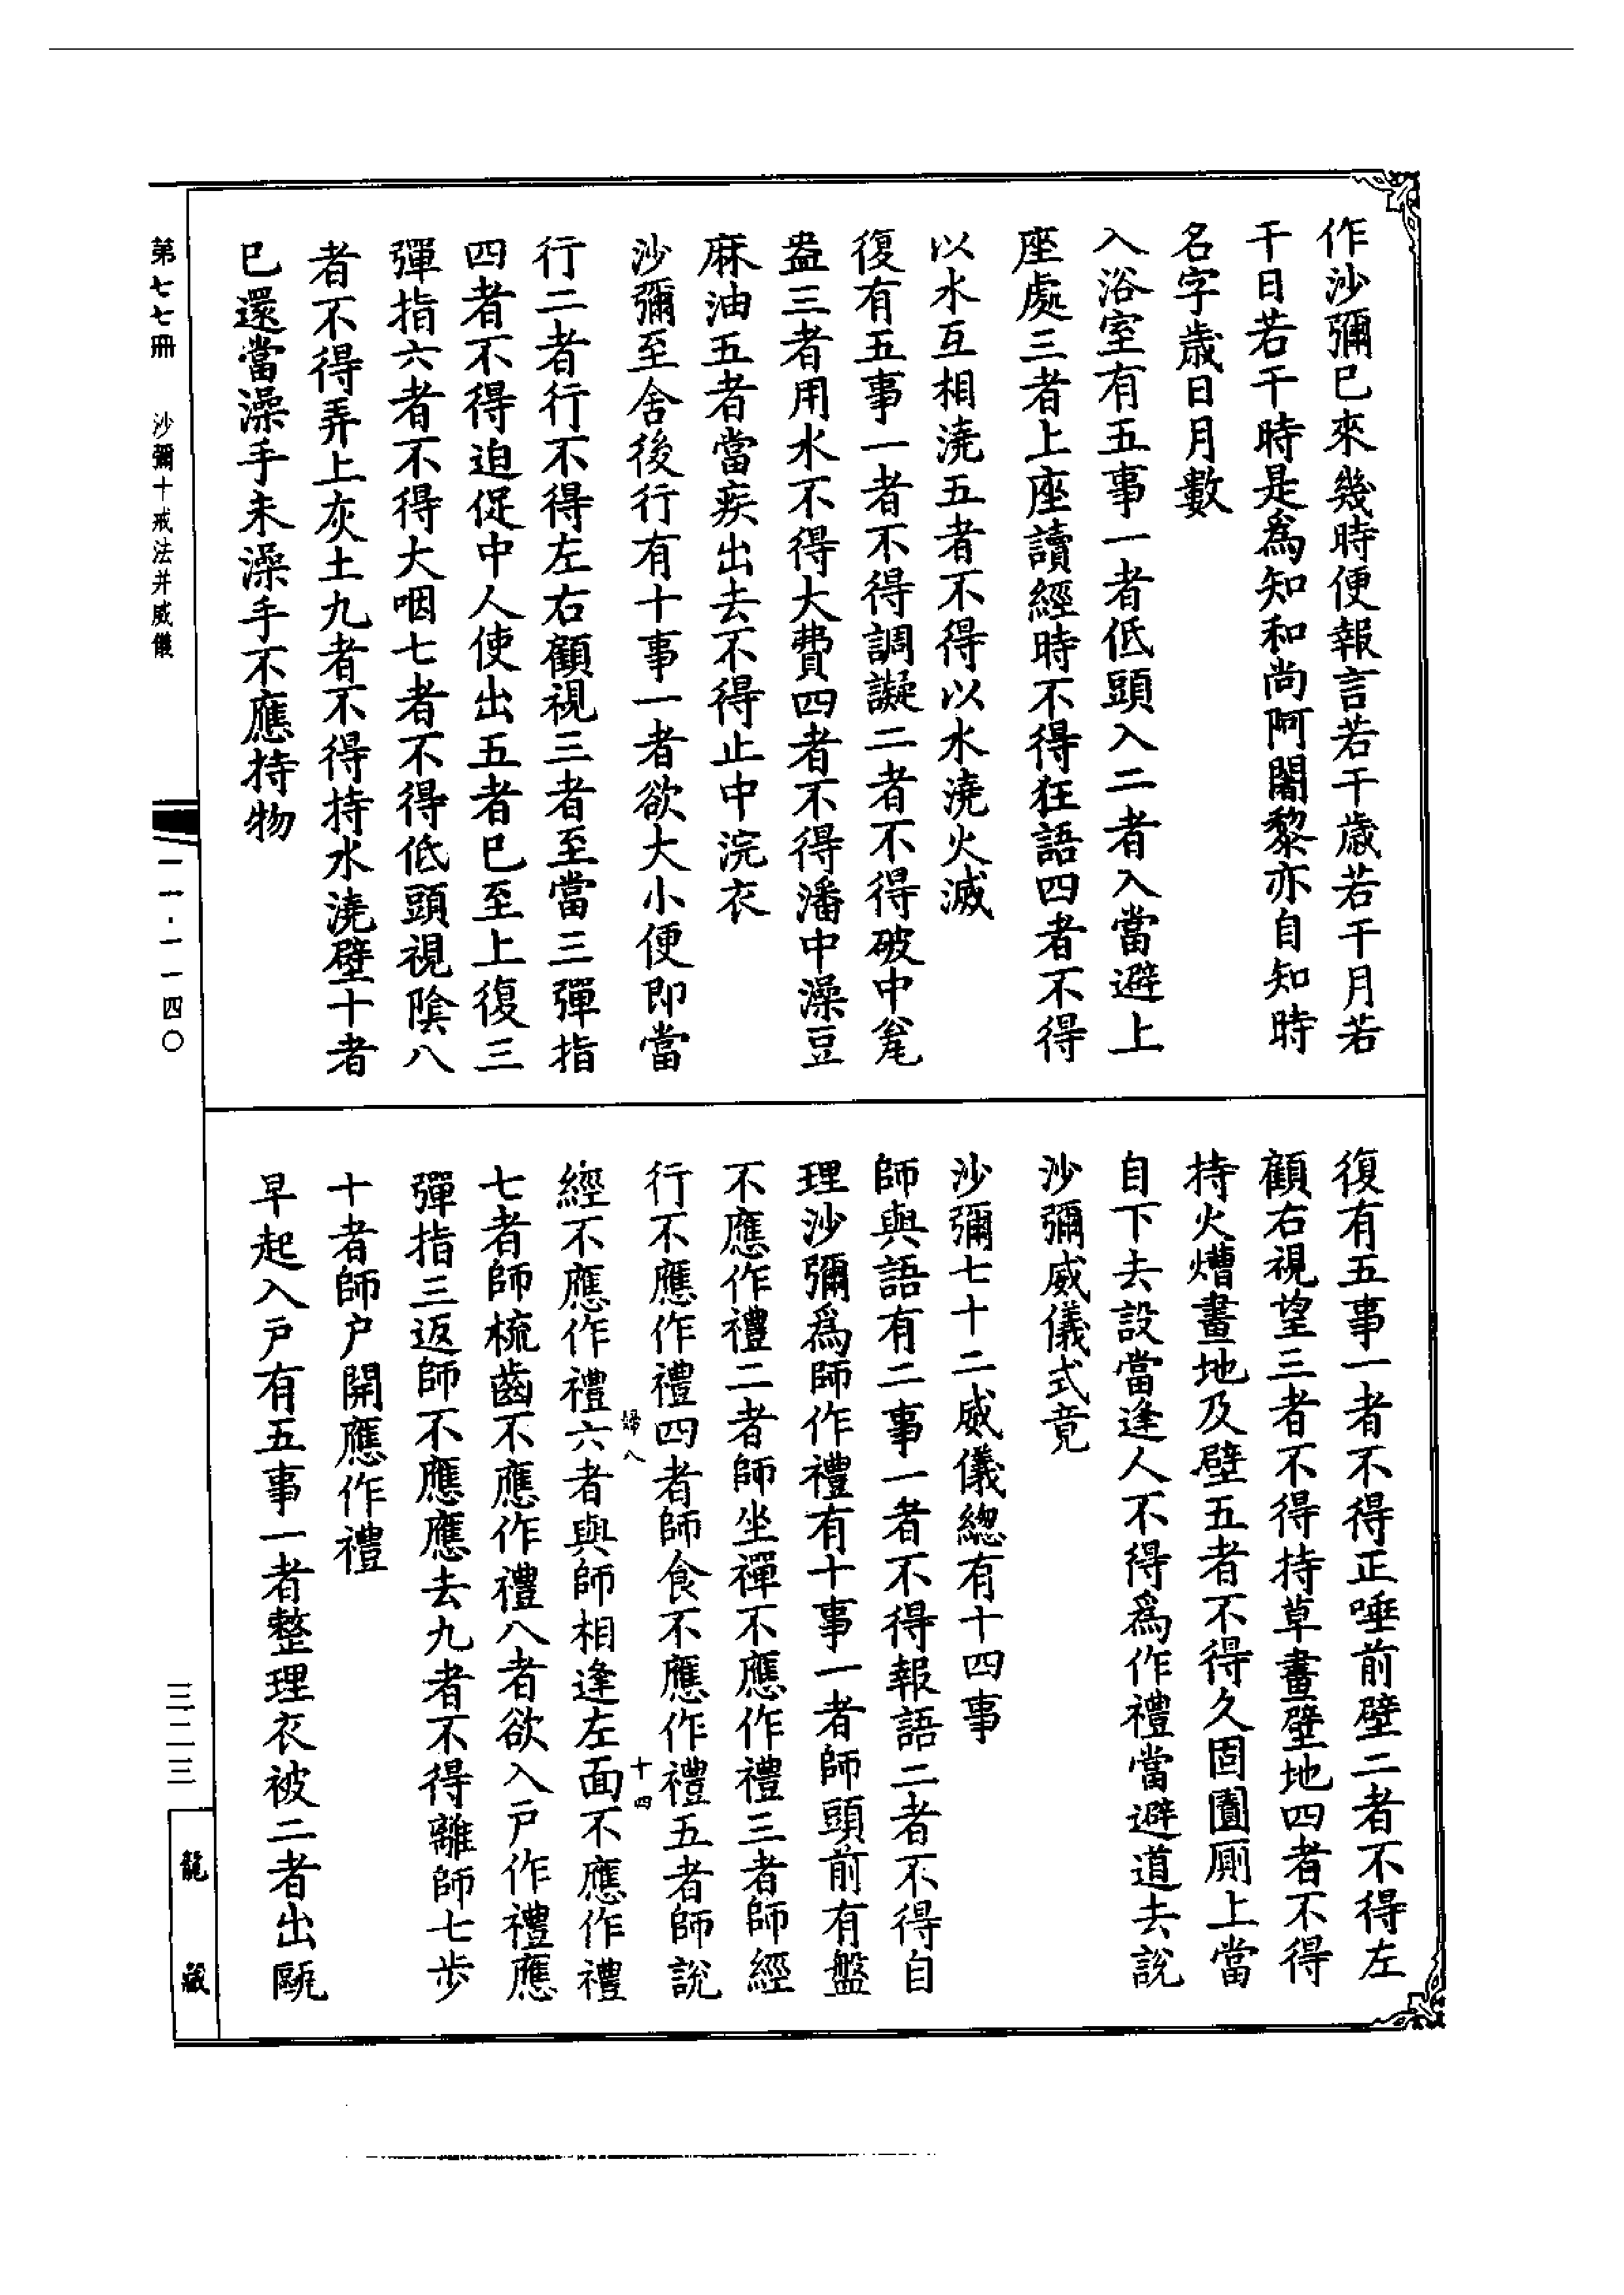 作沙彌已來幾時便報言若干歲若干月若
干日若干時是爲知和尚阿闍黎亦自知時
名字歲日月數
入浴室有五事一者低頭入二者入當避上
座處三者上座讀經時不得狂語四者不得
以水互相澆五者不得以水澆火滅
復有五事一者不得調譺二者不得破中瓮
盎三者用水不得大費四者不得潘中澡豆
麻油五者當疾出去不得止中浣衣
沙彌至舍後行有十事一者欲大小便即當
行二者行不得左右顧視三者至當三彈指
四者不得迫促中人使出五者已至上復三
彈指六者不得大咽七者不得低頭視陰八
者不得弄上灰土九者不得持水澆壁十者
已還當澡手未澡手不應持物
復有五事一者不得正唾前壁二者不得左
顧右視望三者不得持草畫壁地四者不得
持火熸畫地及壁五者不得久固圊厠上當
自下去設當逢人不得爲作禮當避道去說
沙彌威儀式竟
沙彌七十二威儀總有十四事
師與語有二事一者不得報語二者不得自
理沙彌爲師作禮有十事一者師頭前有盤
不應作禮二者師坐禪不應作禮三者師經
行不應作禮四者師食不應作禮五者師說
歸八
十四
經不應作禮六者與師相逢左面不應作禮
七者師梳齒不應作禮八者欲入戶作禮應
彈指三返師不應應去九者不得離師七步
十者師戶開應作禮
早起入戶有五事一者整理衣被二者出
第七七冊
沙彌十戒法并威儀
一一·一一四〇
三二三
龍藏